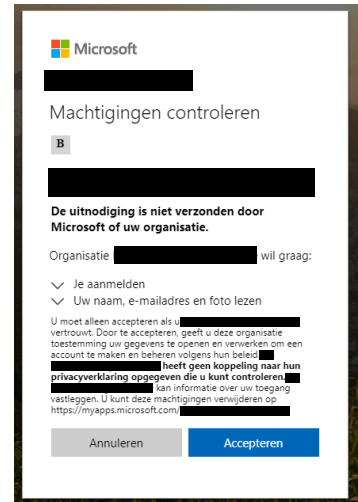 Microsoft
Machtigingen controleren
B
De uitnodiging is niet verzonden door
Microsoft of uw organisatie.
Organisatie wil graag:
Je aanmelden
Uw naam, e-mailadres en foto lezen
U moet alleen accepteren als u
vertrouwt. Door te accepteren, geeft u deze organisatie
toestemming uw gegevens te openen en verwerken om een
account te maken en beheren volgens hun beleid.
heeft geen koppeling naar hun
privacyverklaring opgegeven die u kunt controleren.
kan informatie over uw toegang
vastleggen. U kunt deze machtigingen verwijderen op
https://myapps.microsoft.com/
Annuleren Accepteren